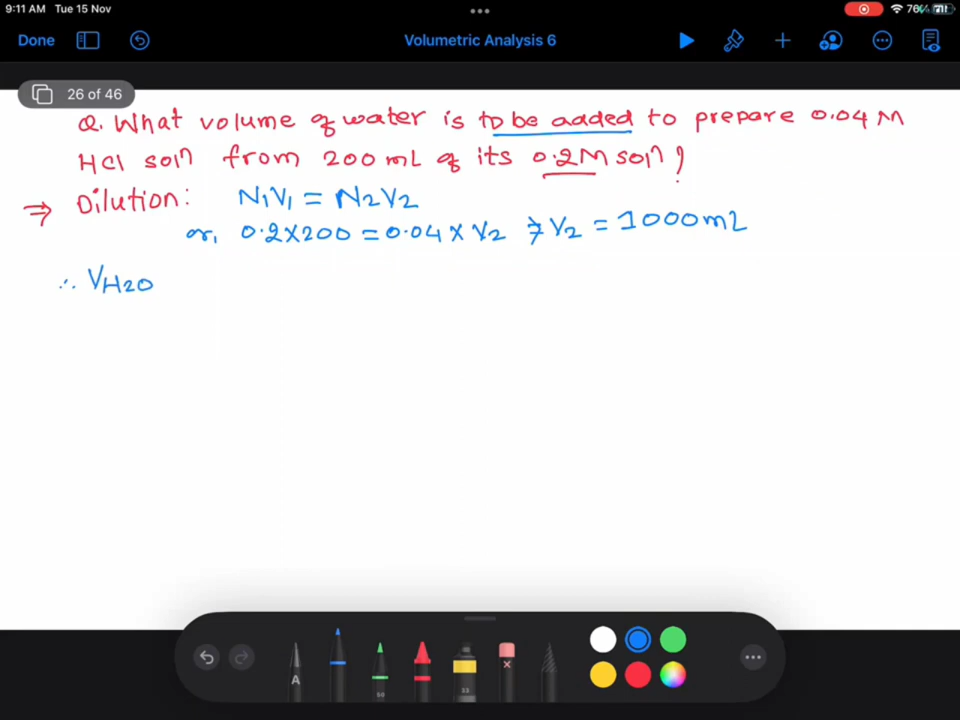 9:11 AM Tue 15 Nov
Done
Volumetric Analysis 6
26 of 46
Q. What volume of water is to be added to prepare 0.04 M
HCl soln from 200 mL of its 0.2M soln?
⇒ Dilution: N1V1 = N2V2
or, 0.2×200 = 0.04 × V2 ⇒ V2 = 1000 mL
∴ VH2O
A